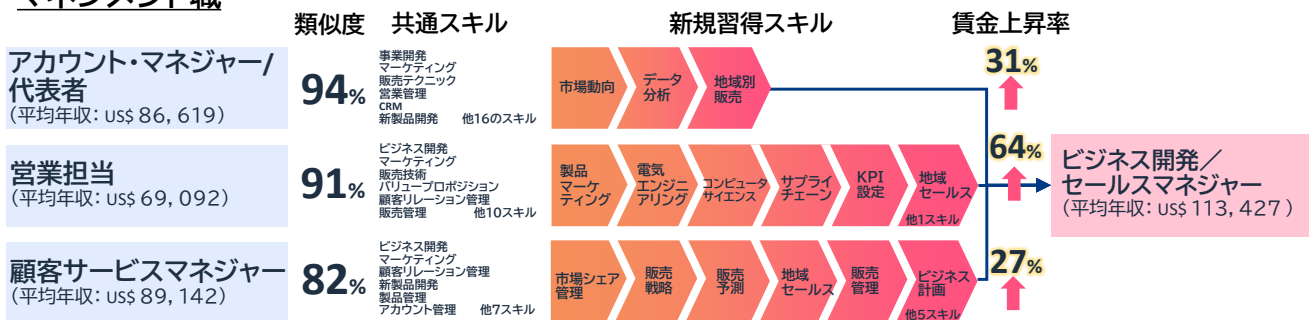 マネジメント職
類似度 共通スキル 新規習得スキル 賃金上昇率
アカウント・マネジャー/
代表者
(平均年収: US$ 86, 619)
94%
事業開発
マーケティング
販売テクニック
営業管理
CRM
新製品開発 他16のスキル
市場動向
データ
分析
地域別
販売
31%
営業担当
(平均年収: US$ 69, 092)
91%
ビジネス開発
マーケティング
販売技術
バリュープロポジション
顧客リレーション管理
販売管理 他10スキル
製品
マーケ
ティング
電気
エンジニ
アリング
コンピュータ
サイエンス
サプライ
チェーン
KPI
設定
地域
セールス
他1スキル
64%
ビジネス開発／
セールスマネジャー
(平均年収: US$ 113, 427 )
顧客サービスマネジャー
(平均年収: US$ 89, 142)
82%
ビジネス開発
マーケティング
顧客リレーション管理
新製品開発
製品管理
アカウント管理 他7スキル
市場シェア
管理
販売
戦略
販売
予測
地域
セールス
販売
管理
ビジネス
計画
他5スキル
27%